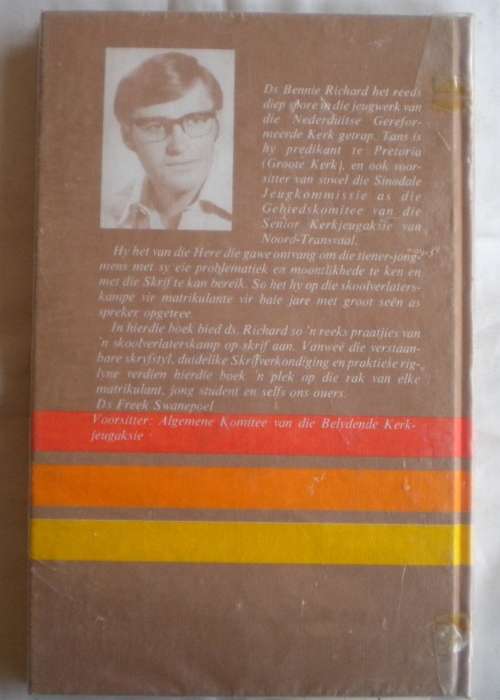 Ds Bennie Richard het reeds
diep spore in die jeugwerk van
die Nederduitse Gerefor-
meerde Kerk getrap. Tans is
hy predikant te Pretoria
(Groote Kerk), en ook voor-
sitter van sowel die Sinodale
Jeugkommissie as die
Gebiedskomitee van die
Senior Kerkjeugaksie van
Noord-Transvaal.
Hy het van die Here die gawe ontvang om die tiener-jong-
mens met sy eie problematiek en moontlikhede te ken en
met die Skrif te kan bereik. So het hy op die skoolverlaters-
kampe vir matrikulante vir baie jare met groot seën as
spreker opgetree.
In hierdie boek bied ds. Richard so 'n reeks praatjies van
'n skoolverlaterskamp op skrif aan. Vanweë die verstaan-
bare skryfstyl, duidelike Skrifverkondiging en praktiese rig-
lyne verdien hierdie boek 'n plek op die rak van elke
matrikulant, jong student en selfs ons ouers.
Ds Freek Swanepoel
Voorsitter: Algemene Komitee van die Belydende Kerk-
jeugaksie